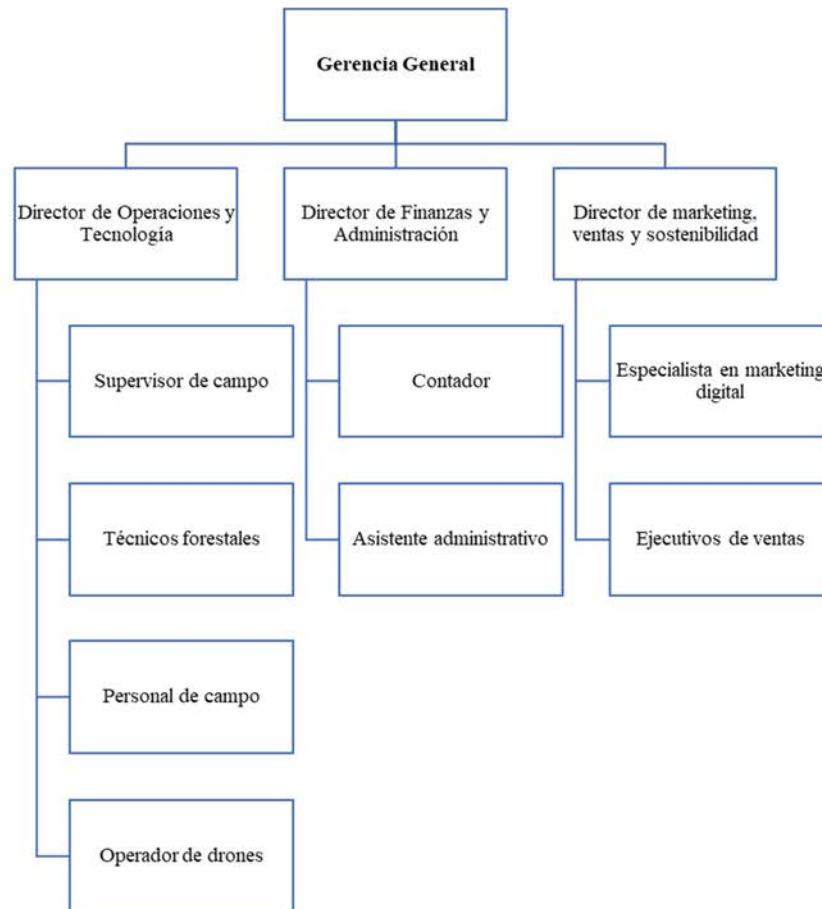 Gerencia General
Director de Operaciones y
Tecnología
Director de Finanzas y
Administración
Director de marketing,
ventas y sostenibilidad
Supervisor de campo
Contador
Especialista en marketing
digital
Técnicos forestales
Asistente administrativo
Ejecutivos de ventas
Personal de campo
Operador de drones